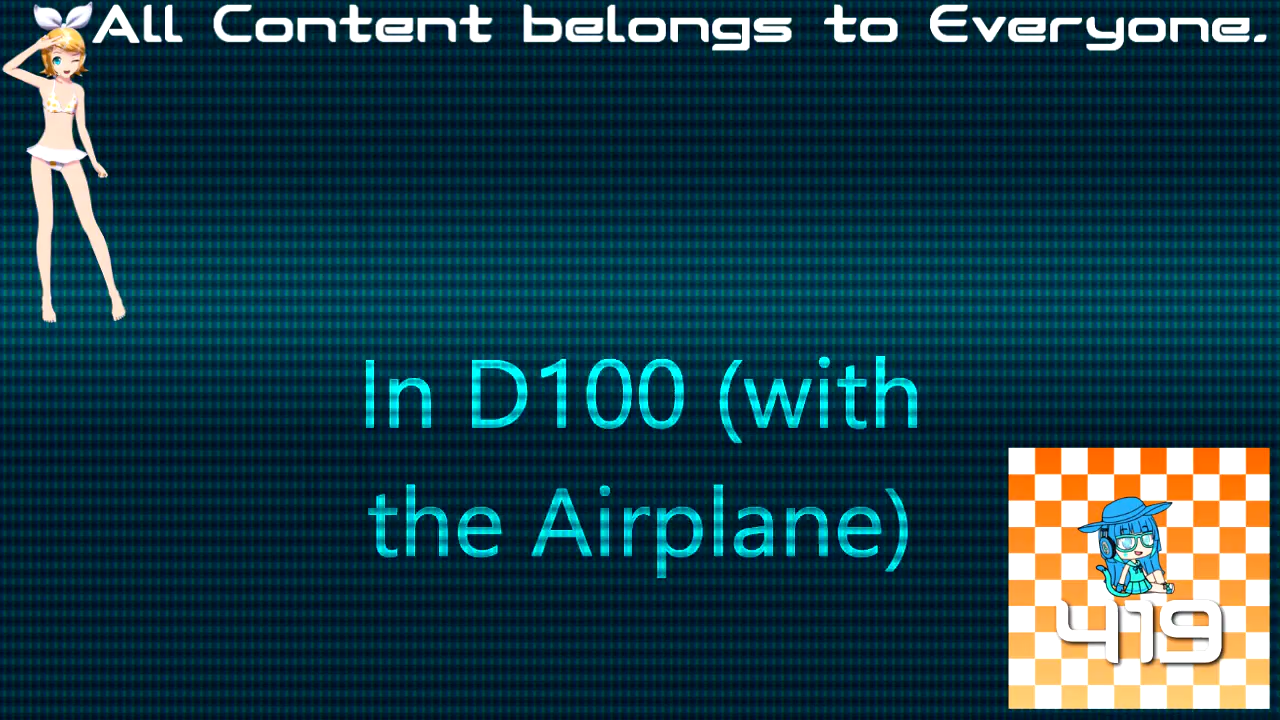 All Content belongs to Everyone.
In D100 (with
the Airplane)
419